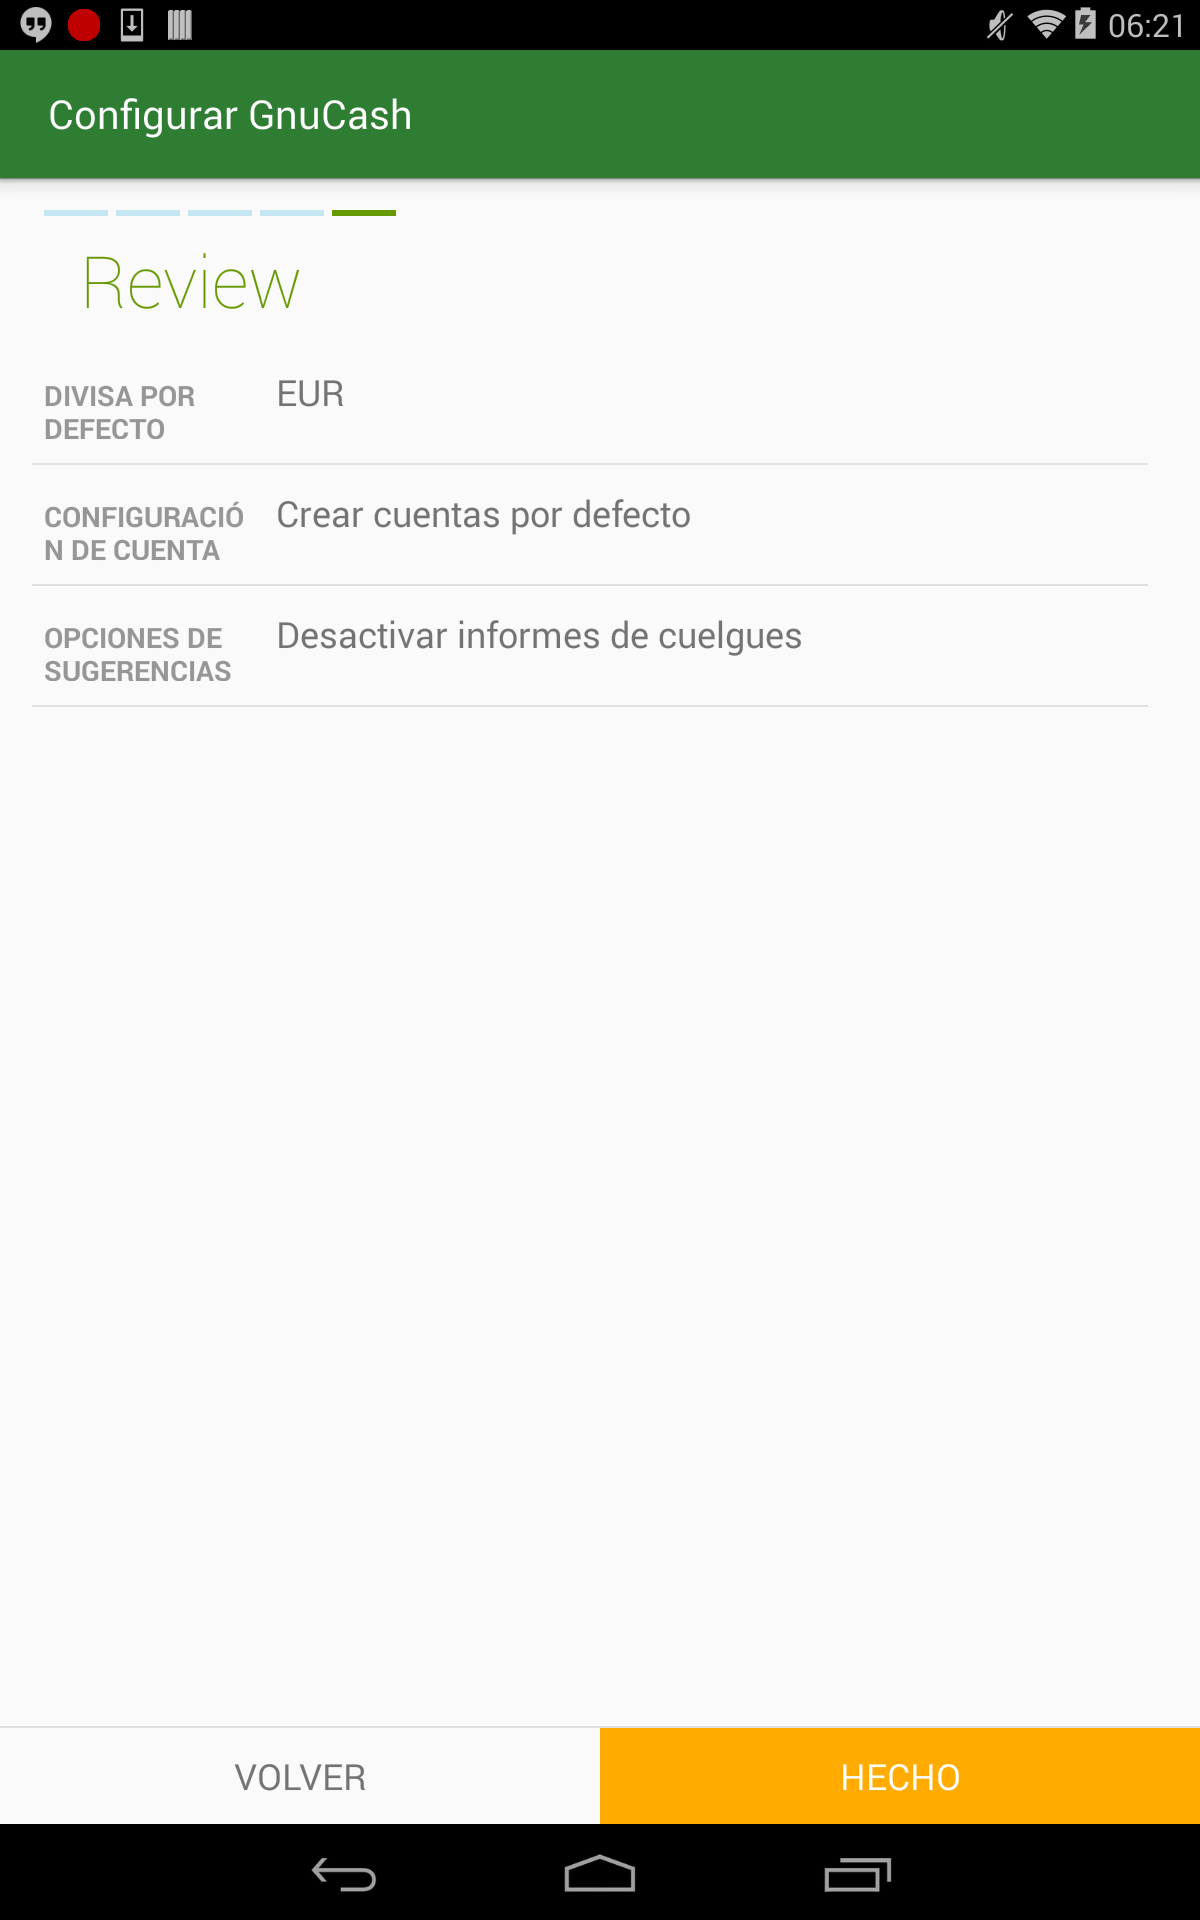 06:21
Configurar GnuCash
Review
DIVISA POR
DEFECTO
EUR
CONFIGURACIÓ
N DE CUENTA
Crear cuentas por defecto
OPCIONES DE
SUGERENCIAS
Desactivar informes de cuelgues
VOLVER
HECHO